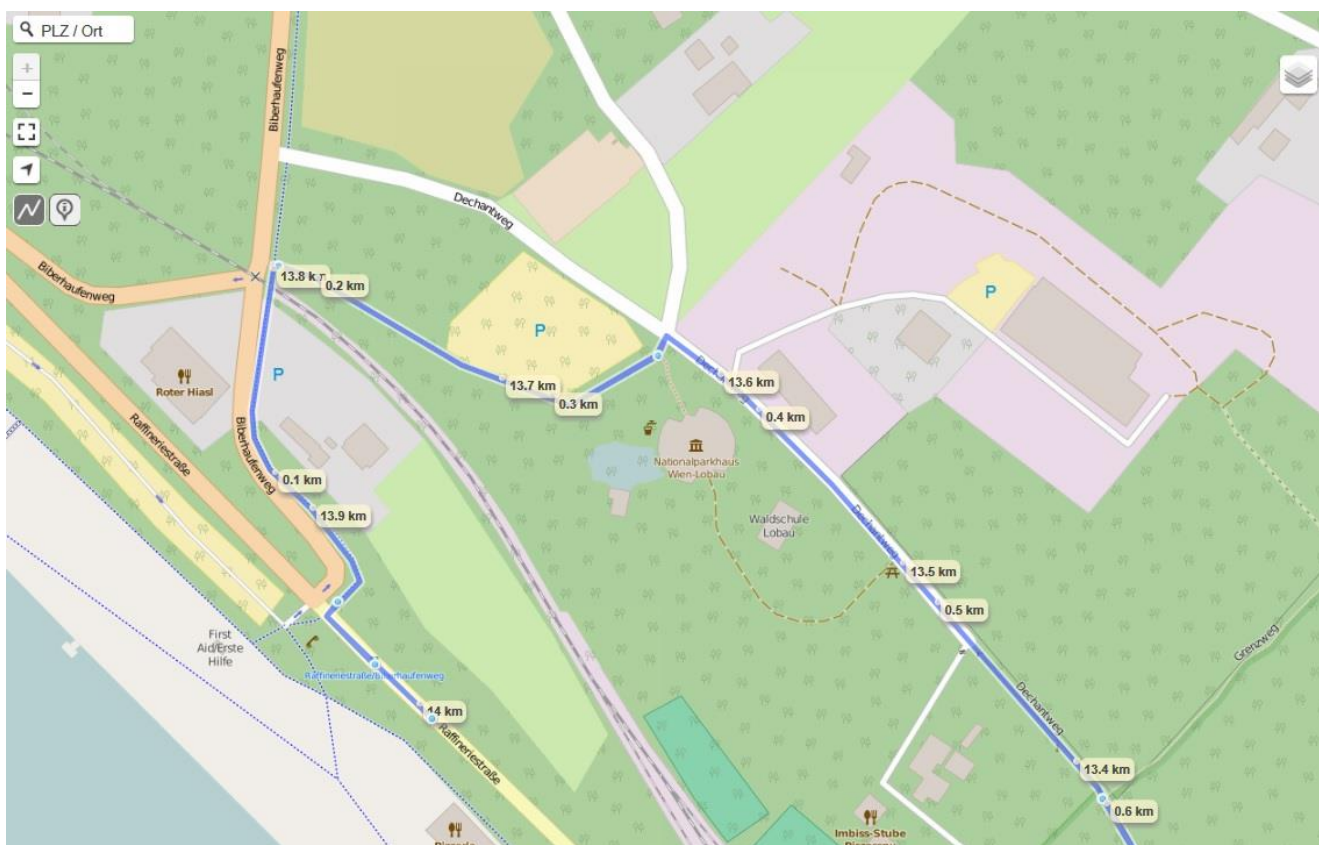 PLZ / Ort
+
−
Biberhaufenweg
Dechantweg
Biberhaufenweg
13.8 k
0.2 km
P
P
P
Roter Hiasl
13.7 km
0.3 km
13.6 km
0.4 km
Raffineriestraße
Biberhaufenweg
Nationalparkhaus
Wien-Lobau
0.1 km
13.9 km
Waldschule
Lobau
Dechantweg
13.5 km
0.5 km
First
Aid/Erste
Hilfe
Grenzweg
Raffineriestraße/Biberhaufenweg
Dechantweg
14 km
Raffineriestraße
13.4 km
0.6 km
Imbiss-Stube